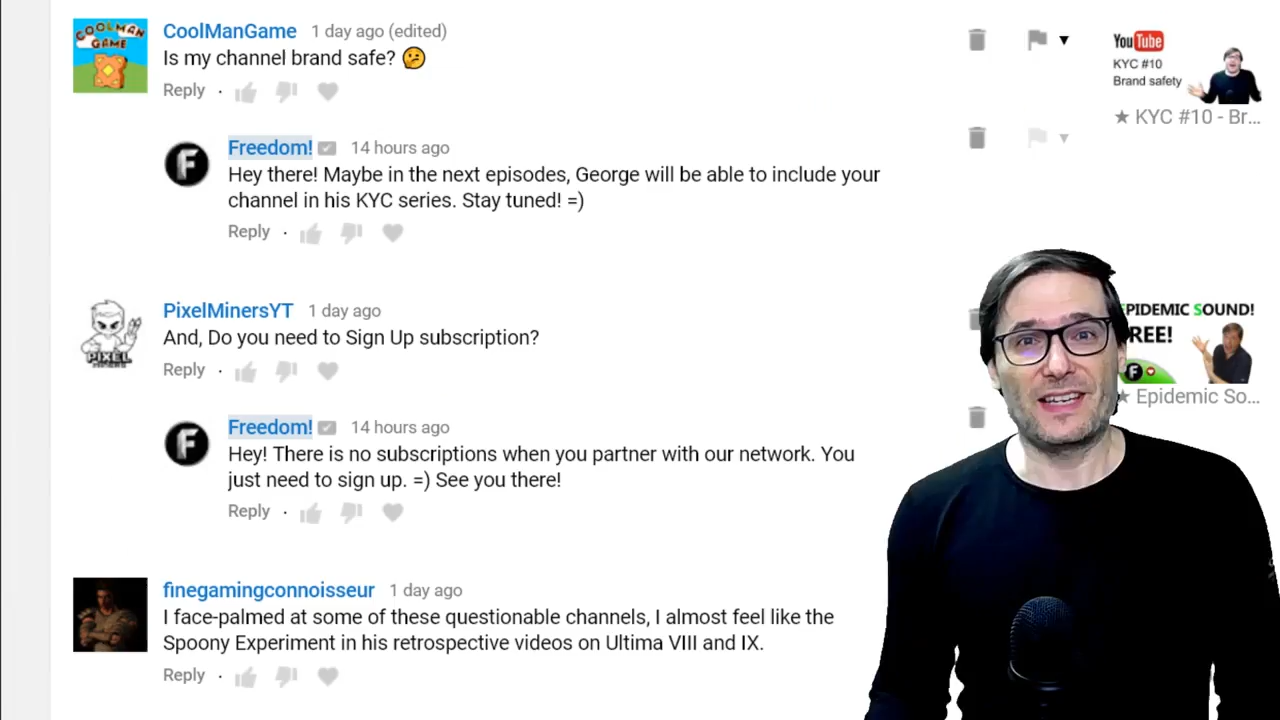 COOLMAN
GAME
CoolManGame 1 day ago (edited)
Is my channel brand safe? 🤔
Reply ·
YouTube
KYC #10
Brand safety
★ KYC #10 - Br...
F
Freedom! 14 hours ago
Hey there! Maybe in the next episodes, George will be able to include your
channel in his KYC series. Stay tuned! =)
Reply ·
PIXEL
PixelMinersYT 1 day ago
And, Do you need to Sign Up subscription?
Reply ·
EPIDEMIC SOUND!
REE!
F
Epidemic So...
F
Freedom! 14 hours ago
Hey! There is no subscriptions when you partner with our network. You
just need to sign up. =) See you there!
Reply ·
finegamingconnoisseur 1 day ago
I face-palmed at some of these questionable channels, I almost feel like the
Spoony Experiment in his retrospective videos on Ultima VIII and IX.
Reply ·